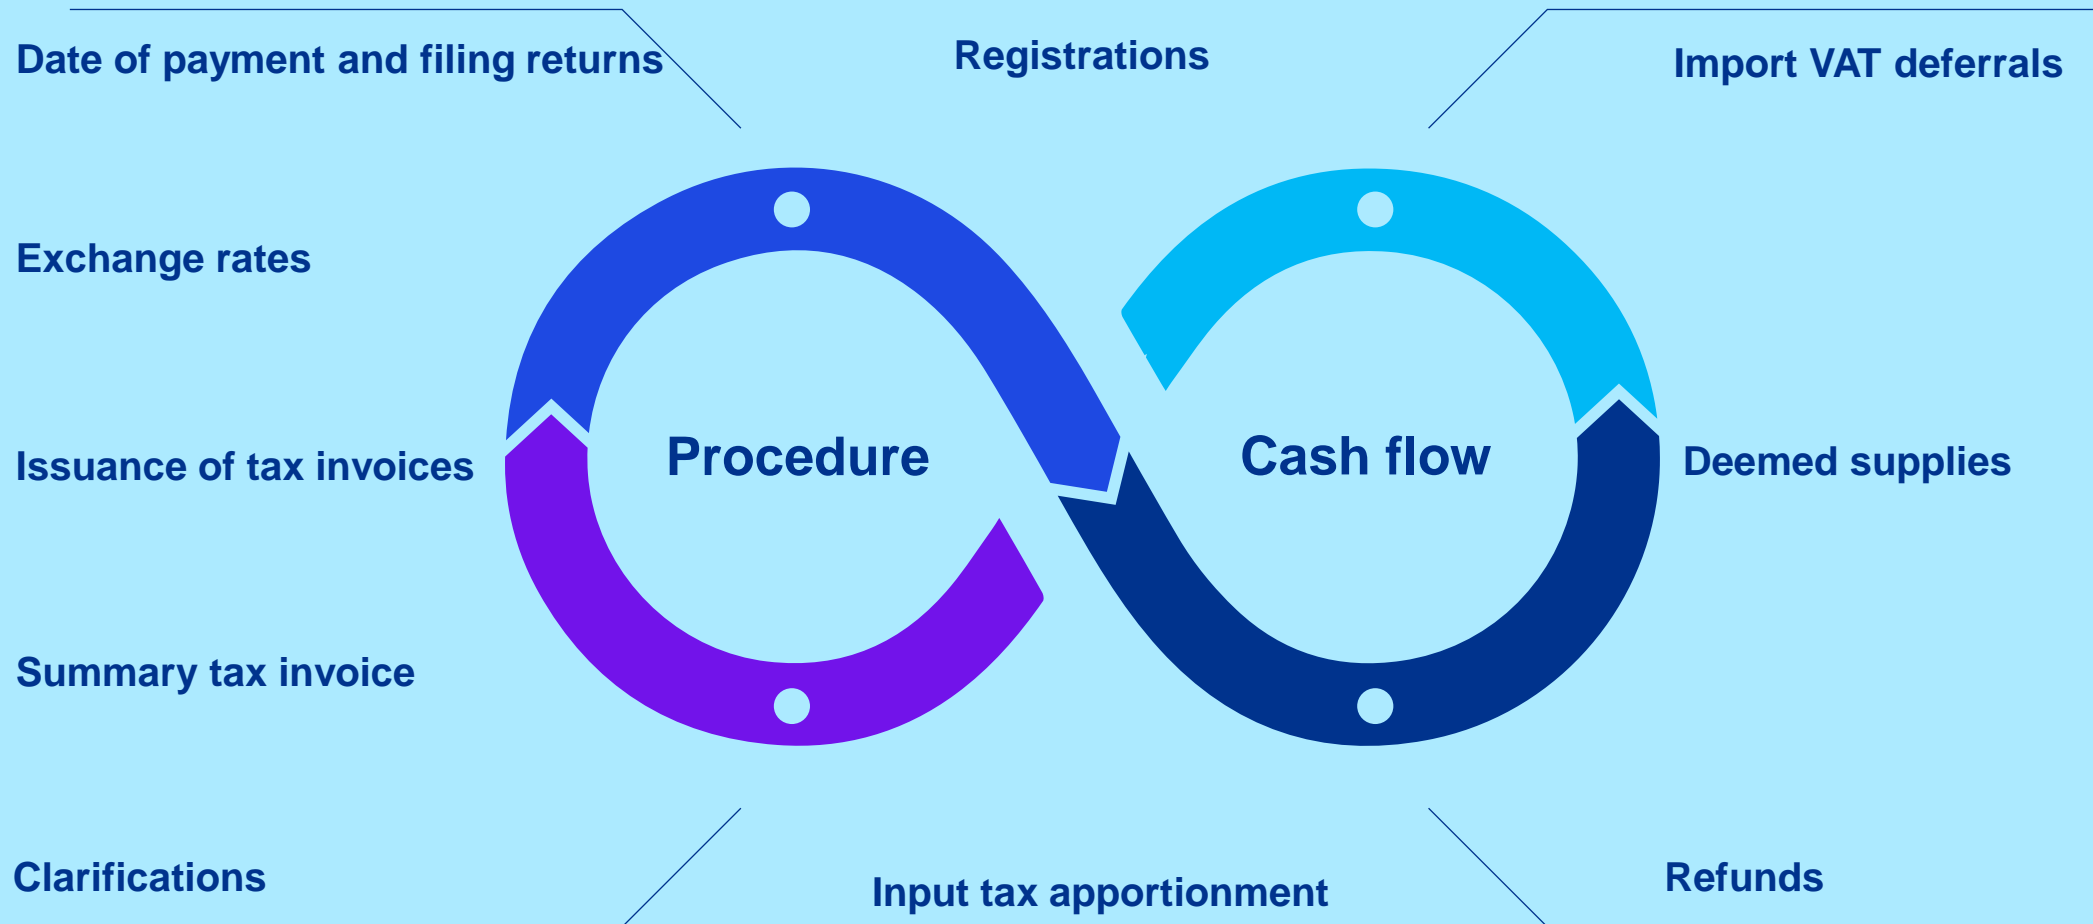 Date of payment and filing returns
Registrations
Import VAT deferrals
Exchange rates
Issuance of tax invoices
Procedure
Cash flow
Deemed supplies
Summary tax invoice
Clarifications
Input tax apportionment
Refunds